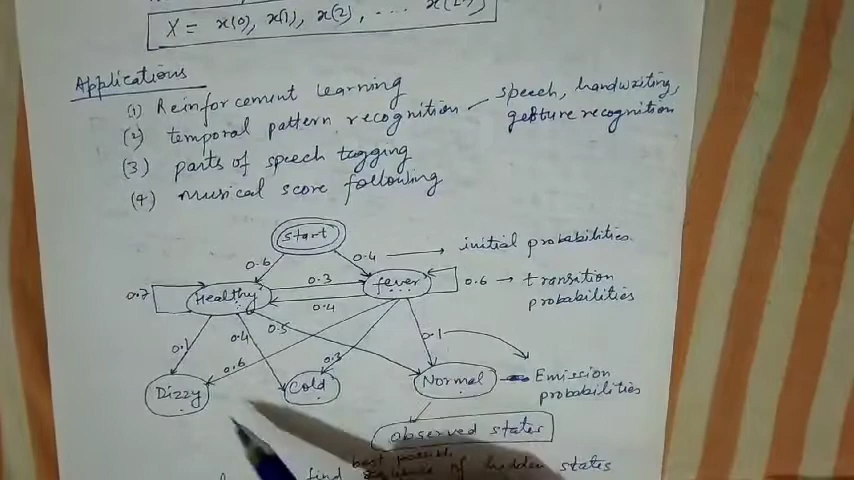 X = x(0), x(1), x(2), ...
Applications
(1) Reinforcement Learning
(2) temporal pattern recognition – speech, handwriting,
gesture recognition
(3) parts of speech tagging
(4) musical score following
Start
0.6
0.4
initial probabilities
0.7
Healthy
0.3
fever
0.6 → transition
probabilities
0.4
0.1
0.4
0.5
0.6
0.3
0.1
Dizzy
Cold
Normal
Emission
probabilities
observed states
best possible
find sequence of hidden states